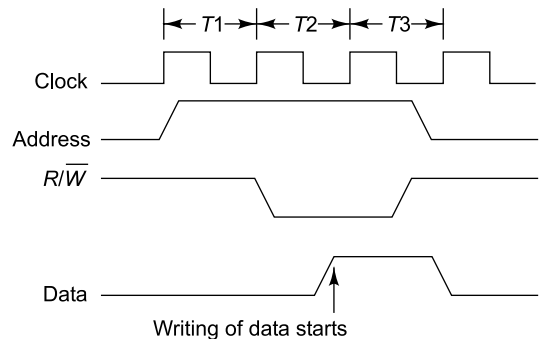 T1 T2 T3
Clock
Address
R/W̅
Data
Writing of data starts